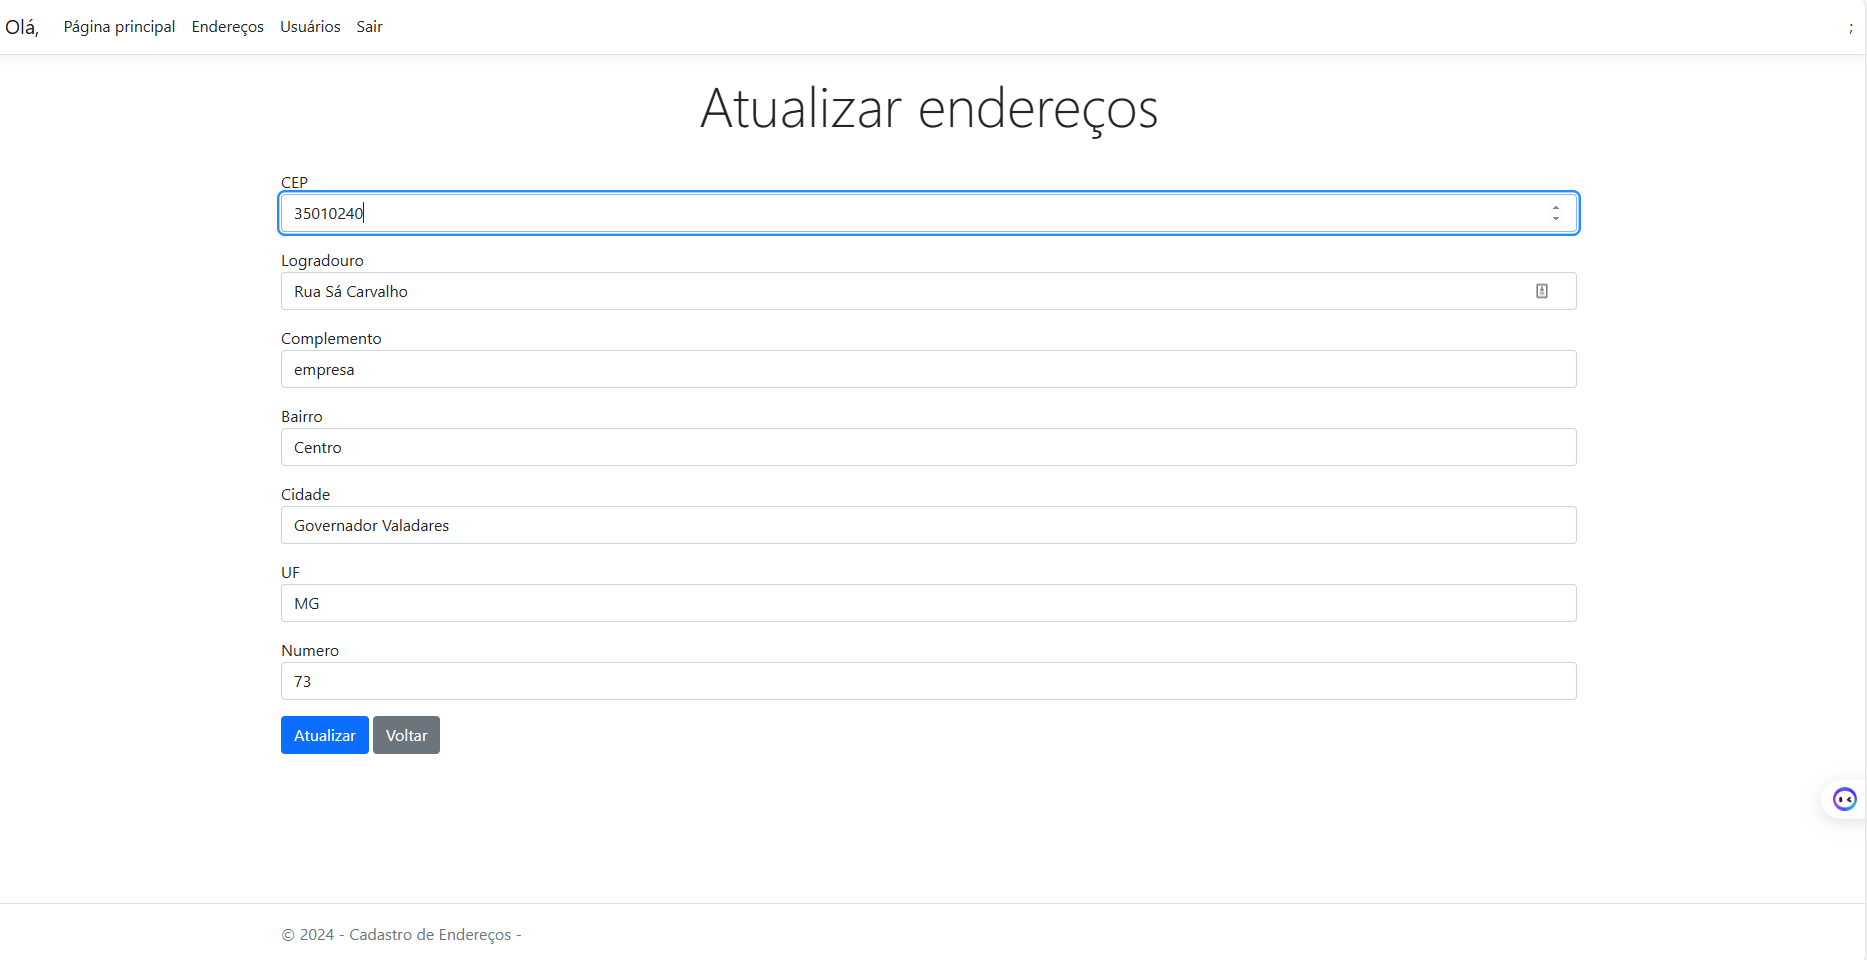 Olá, Página principal Endereços Usuários Sair ;
Atualizar endereços
CEP
35010240
Logradouro
Rua Sá Carvalho
Complemento
empresa
Bairro
Centro
Cidade
Governador Valadares
UF
MG
Numero
73
Atualizar Voltar
© 2024 - Cadastro de Endereços -